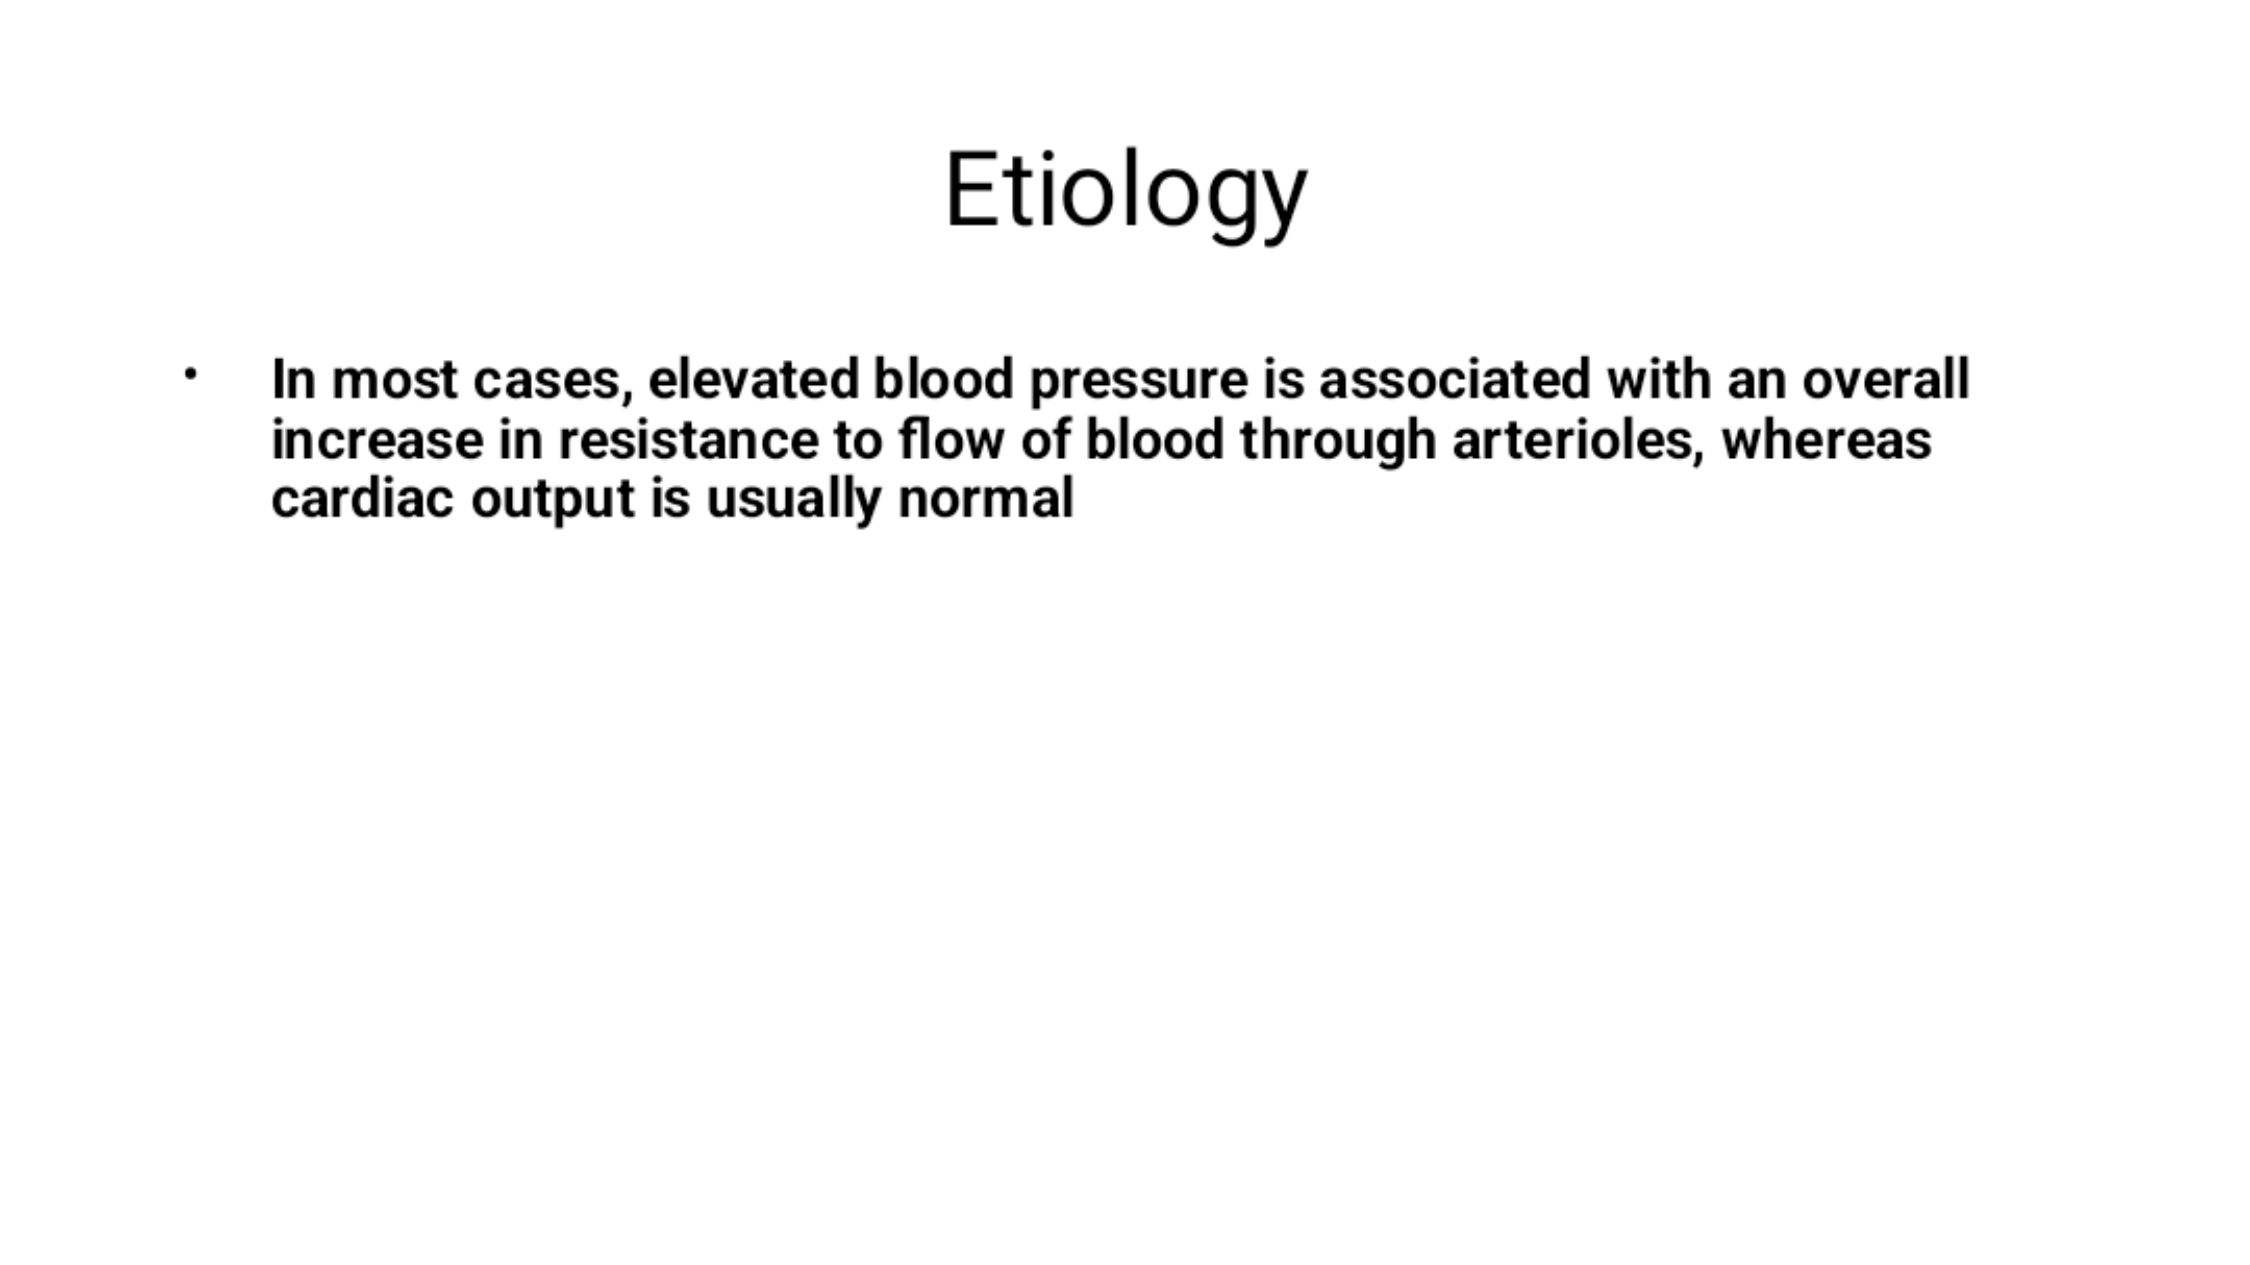 Etiology
• In most cases, elevated blood pressure is associated with an overall
increase in resistance to flow of blood through arterioles, whereas
cardiac output is usually normal